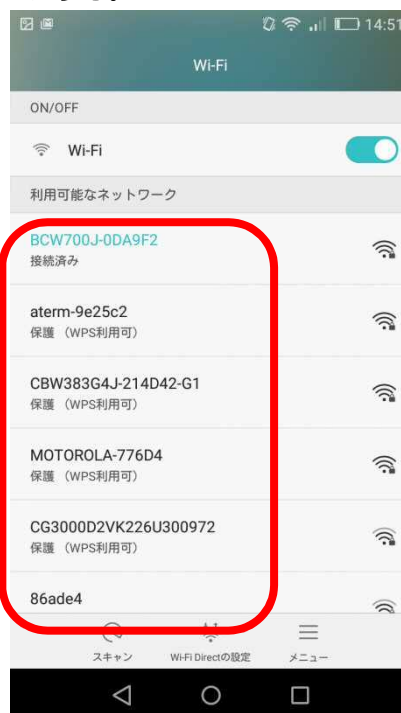 14:51
Wi-Fi
ON/OFF
Wi-Fi
利用可能なネットワーク
BCW700J-0DA9F2
接続済み
aterm-9e25c2
保護 （WPS利用可）
CBW383G4J-214D42-G1
保護 （WPS利用可）
MOTOROLA-776D4
保護 （WPS利用可）
CG3000D2VK226U300972
保護 （WPS利用可）
86ade4
スキャン Wi-Fi Directの設定 メニュー